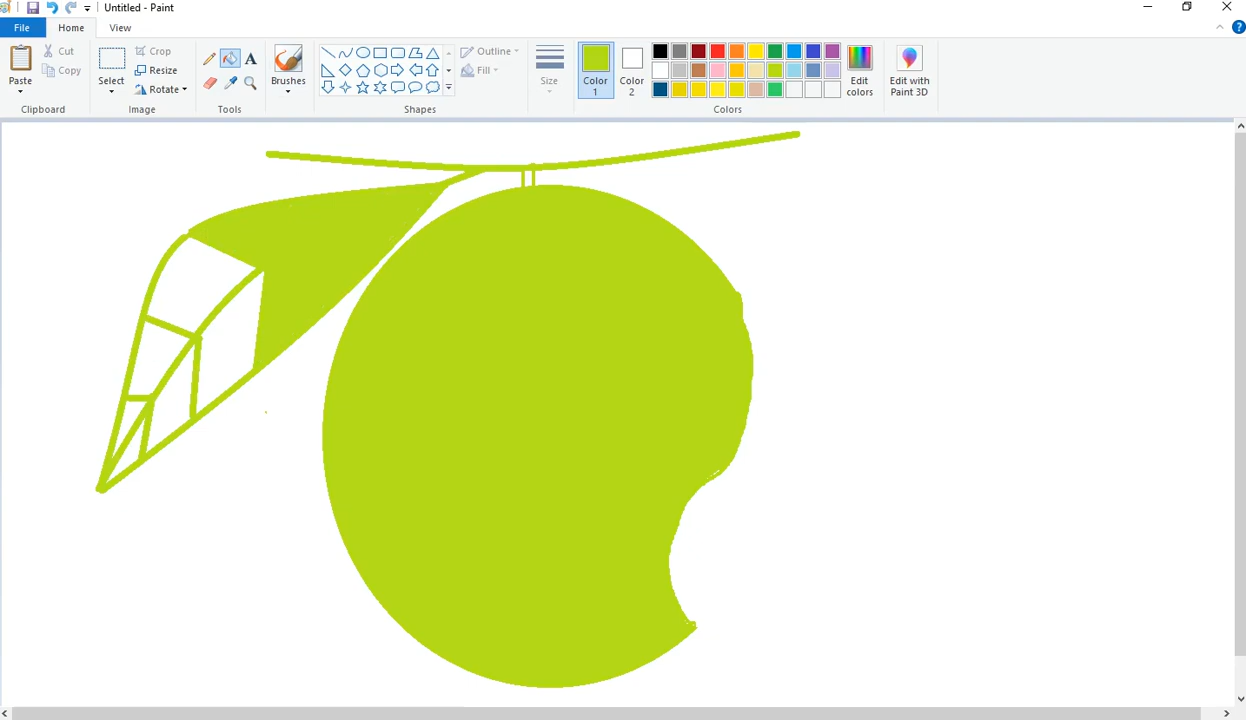 Untitled - Paint
File Home View
Paste
Cut
Copy
Clipboard
Select
Crop
Resize
Rotate
Image
A
Tools
Brushes
Outline
Fill
Shapes
Size
Color 1
Color 2
Edit colors
Colors
Edit with Paint 3D
?